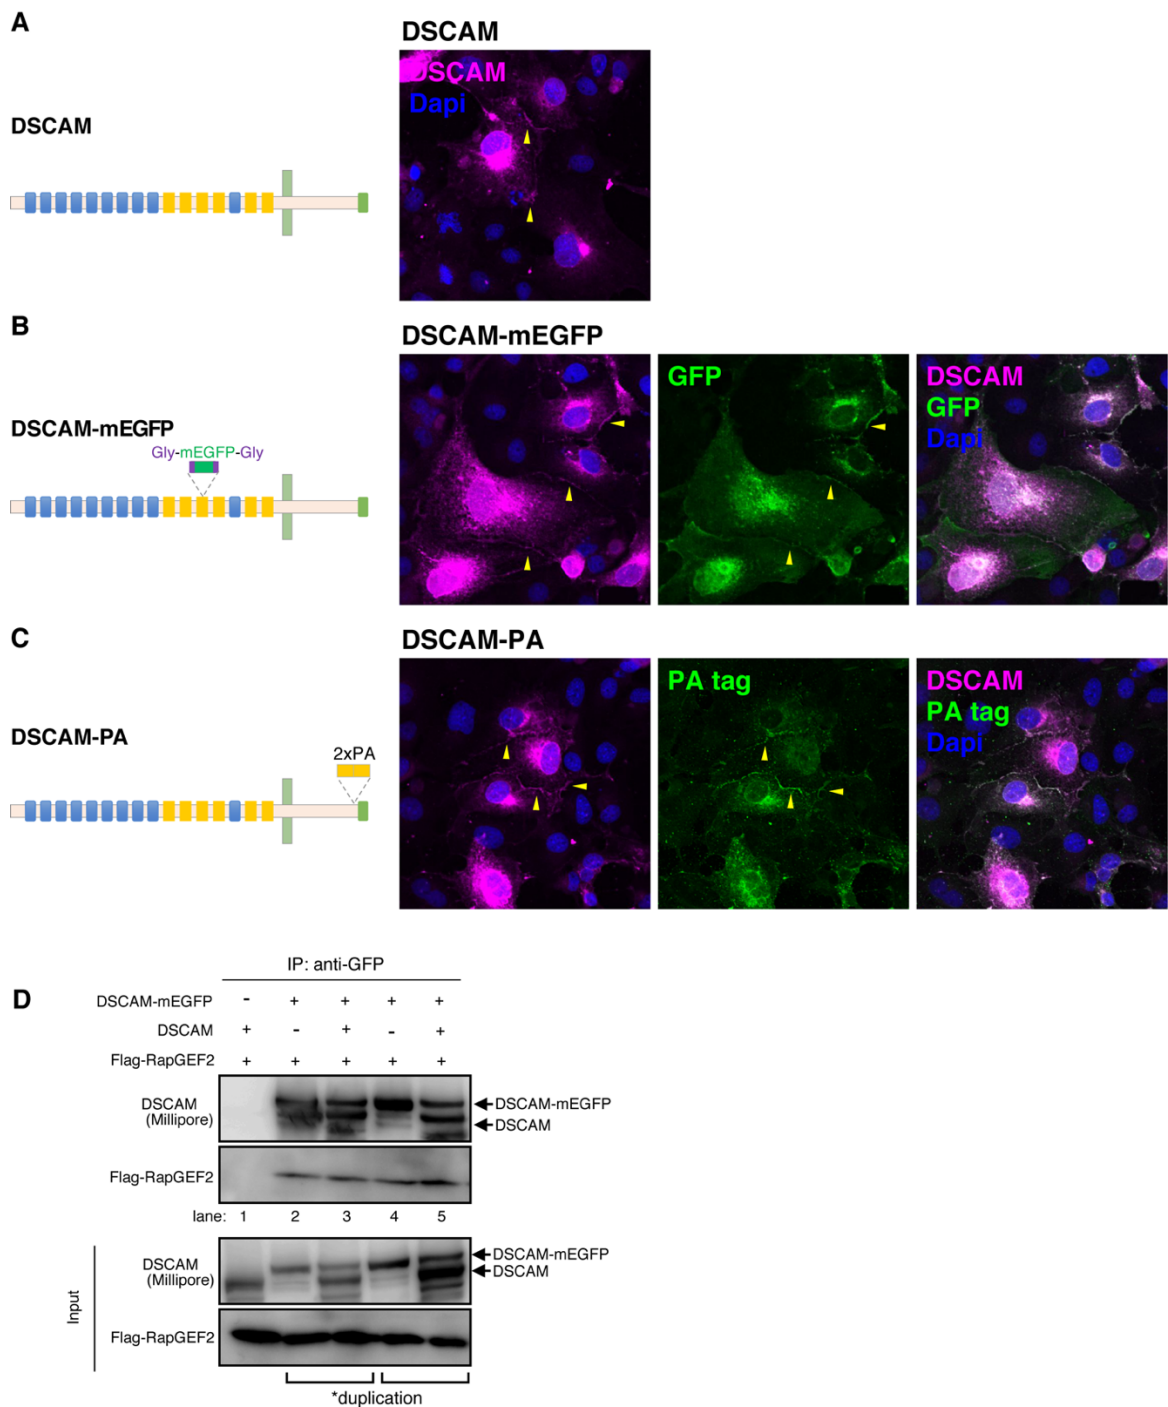 A
DSCAM
DSCAM
DSCAM
Dapi
B
DSCAM-mEGFP
DSCAM-mEGFP
Gly-mEGFP-Gly
GFP
DSCAM
GFP
Dapi
C
DSCAM-PA
DSCAM-PA
2xPA
PA tag
DSCAM
PA tag
Dapi
D
IP: anti-GFP
DSCAM-mEGFP - + + + +
DSCAM + - + - +
Flag-RapGEF2 + + + + +
DSCAM
(Millipore)
DSCAM-mEGFP
DSCAM
Flag-RapGEF2
lane: 1 2 3 4 5
Input
DSCAM
(Millipore)
DSCAM-mEGFP
DSCAM
Flag-RapGEF2
*duplication